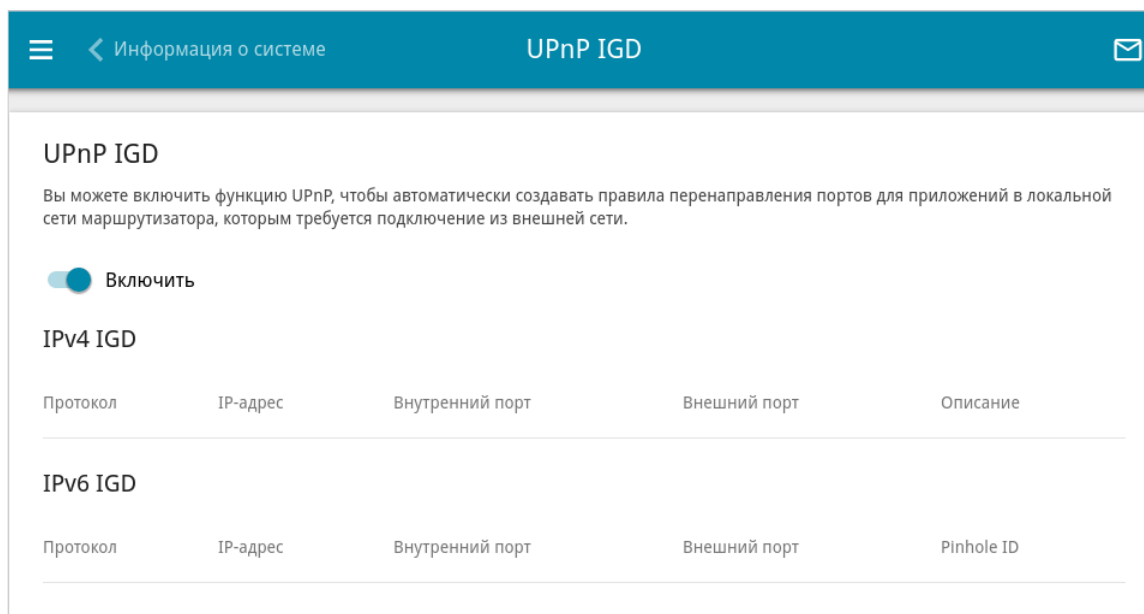 Информация о системе
UPnP IGD
UPnP IGD
Вы можете включить функцию UPnP, чтобы автоматически создавать правила перенаправления портов для приложений в локальной
сети маршрутизатора, которым требуется подключение из внешней сети.
Включить
IPv4 IGD
Протокол IP-адрес Внутренний порт Внешний порт Описание
IPv6 IGD
Протокол IP-адрес Внутренний порт Внешний порт Pinhole ID